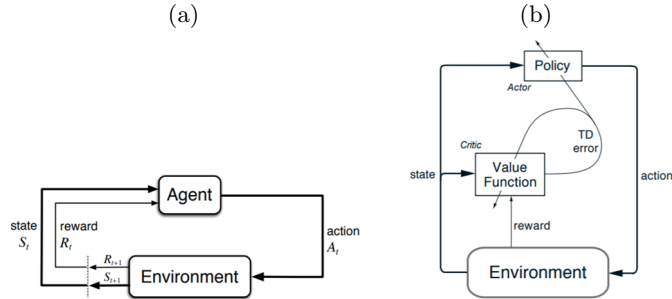 (a)
Agent
state
S_t
reward
R_t
action
A_t
R_{t+1}
S_{t+1}
Environment
(b)
Policy
Actor
TD
error
Critic
Value
Function
state
action
reward
Environment